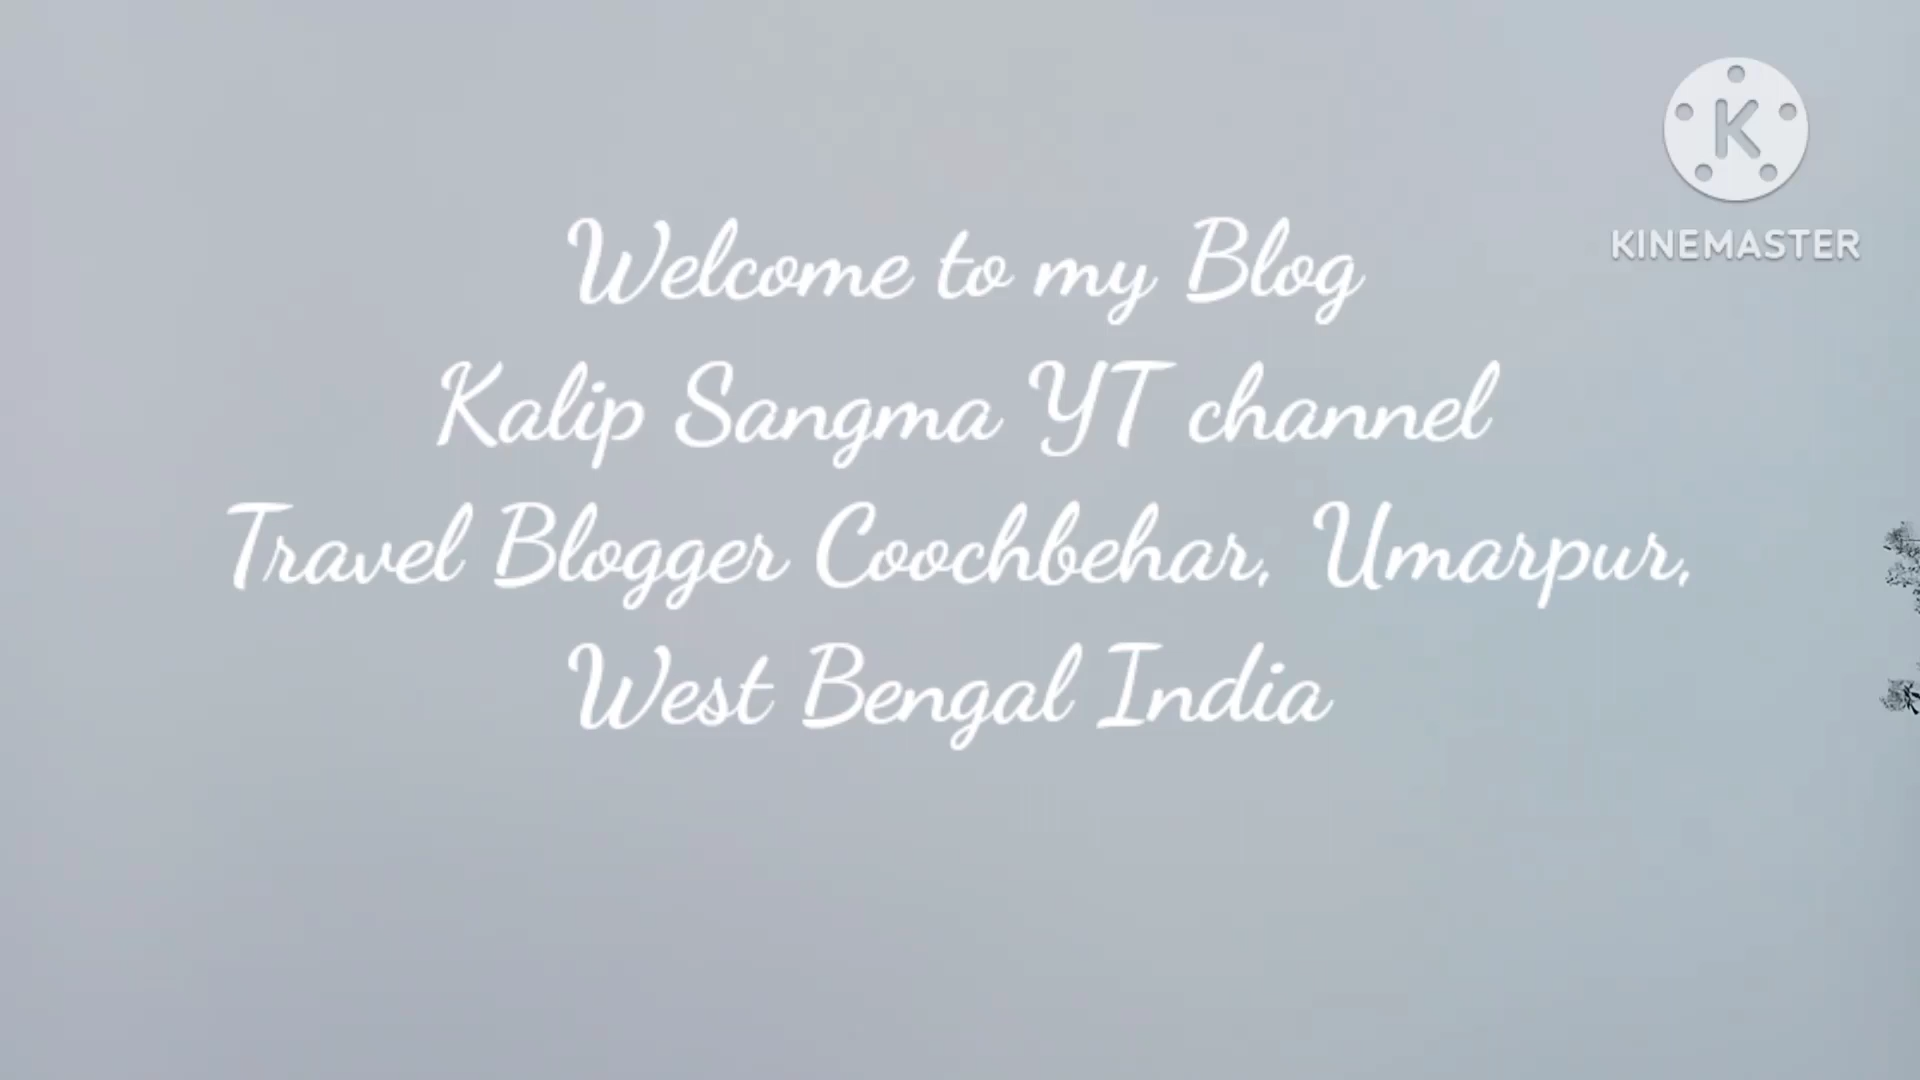 K
KINEMASTER
Welcome to my Blog
Kalip Sangma YT channel
Travel Blogger Coochbehar, Umarpur,
West Bengal India